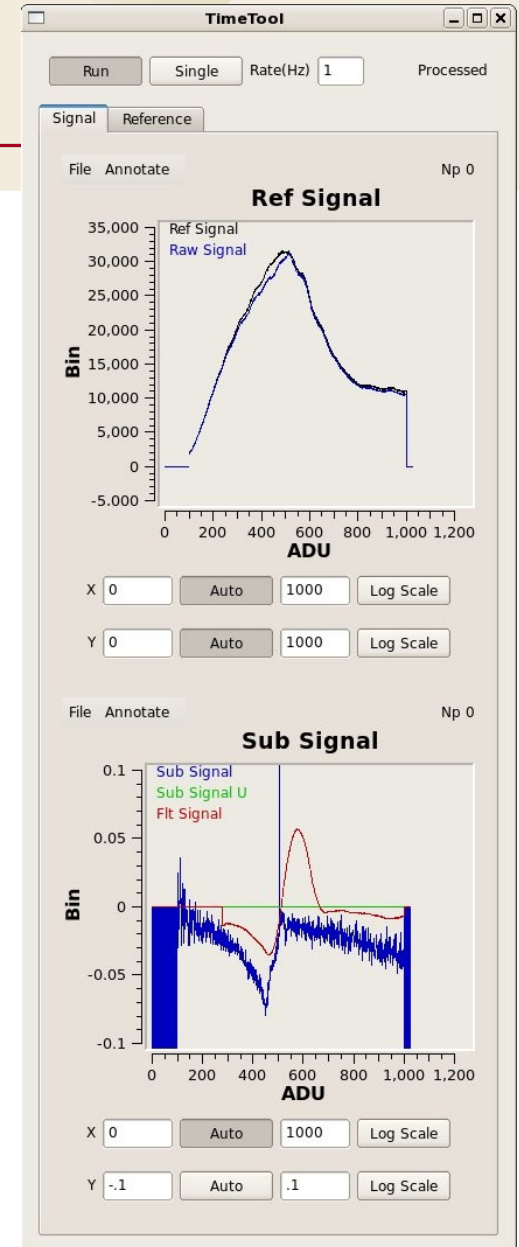 TimeTool
Run Single Rate(Hz) 1 Processed
Signal Reference
File Annotate Np 0
Ref Signal
Ref Signal
Raw Signal
35,000
30,000
25,000
20,000
15,000
10,000
5,000
0
-5.000
Bin
0 200 400 600 800 1,000 1,200
ADU
X 0 Auto 1000 Log Scale
Y 0 Auto 1000 Log Scale
File Annotate Np 0
Sub Signal
Sub Signal
Sub Signal U
Flt Signal
0.1
0.05
0
-0.05
-0.1
Bin
0 200 400 600 800 1,000 1,200
ADU
X 0 Auto 1000 Log Scale
Y -.1 Auto .1 Log Scale